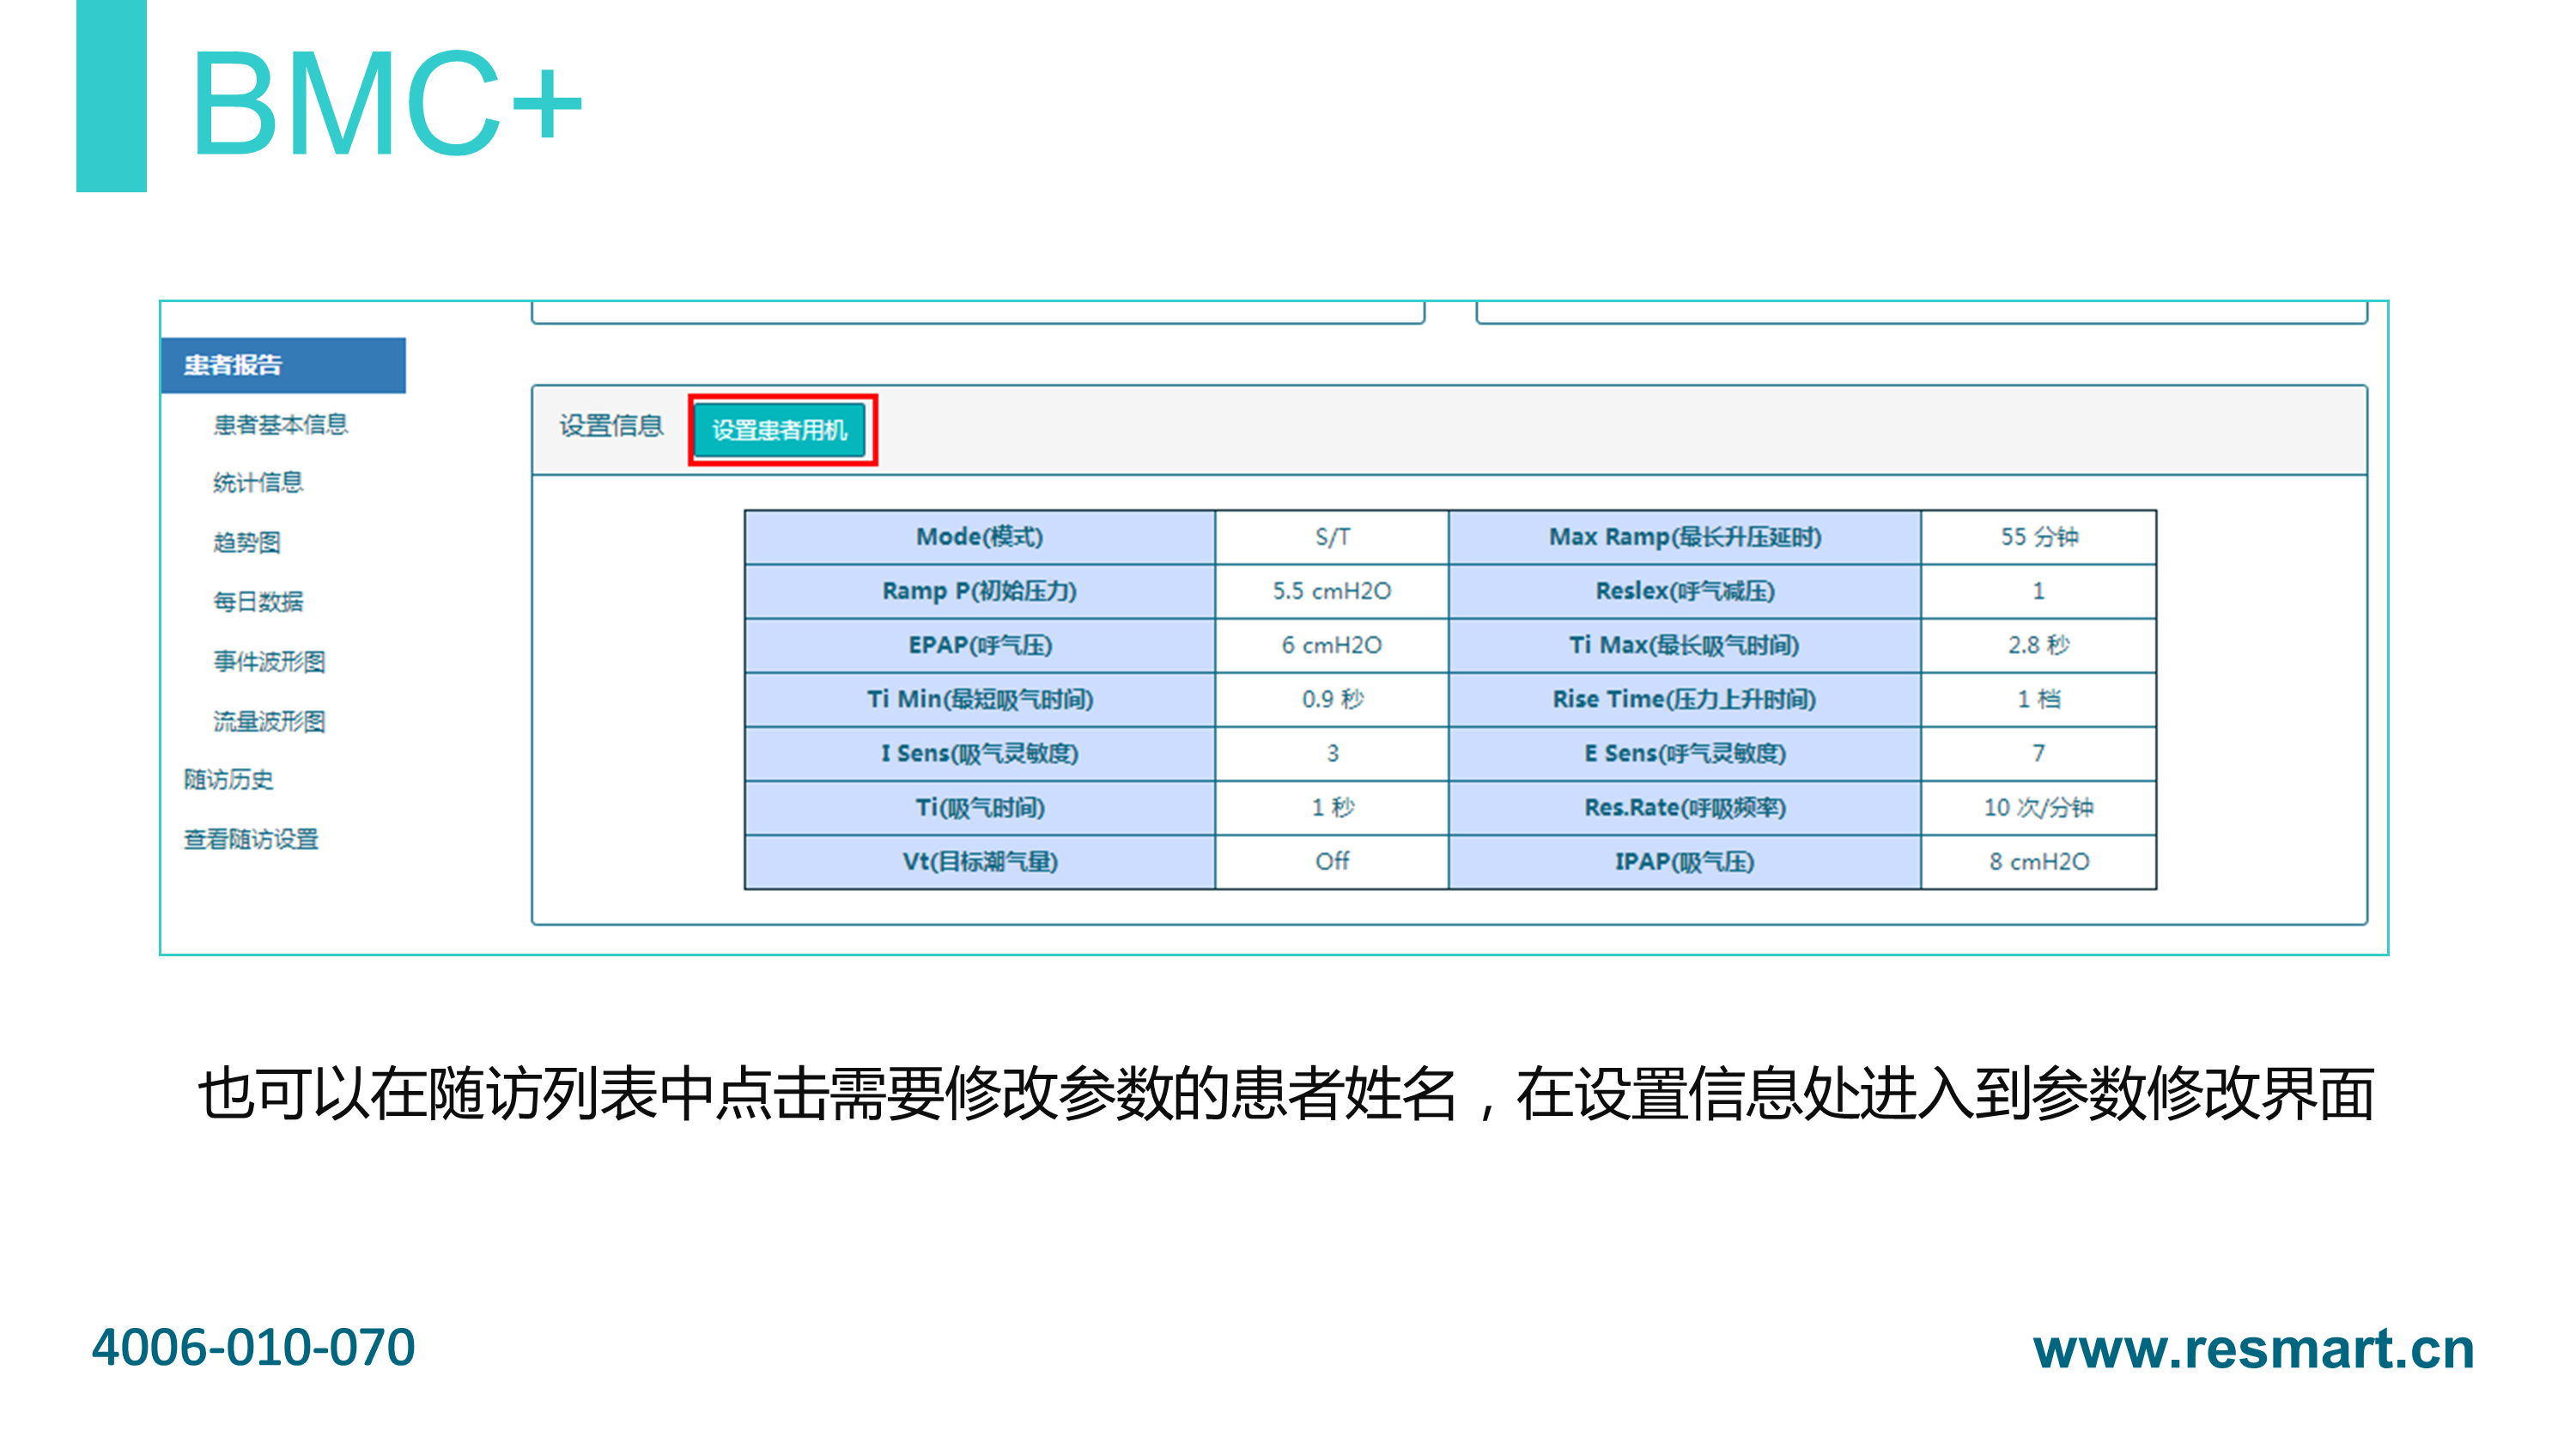 BMC+
患者报告
患者基本信息
统计信息
趋势图
每日数据
事件波形图
流量波形图
随访历史
查看随访设置
设置信息 设置患者用机
Mode(模式) S/T Max Ramp(最长升压延时) 55 分钟
Ramp P(初始压力) 5.5 cmH2O Reslex(呼气减压) 1
EPAP(呼气压) 6 cmH2O Ti Max(最长吸气时间) 2.8 秒
Ti Min(最短吸气时间) 0.9 秒 Rise Time(压力上升时间) 1 档
I Sens(吸气灵敏度) 3 E Sens(呼气灵敏度) 7
Ti(吸气时间) 1 秒 Res.Rate(呼吸频率) 10 次/分钟
Vt(目标潮气量) Off IPAP(吸气压) 8 cmH2O
也可以在随访列表中点击需要修改参数的患者姓名，在设置信息处进入到参数修改界面
4006-010-070
www.resmart.cn